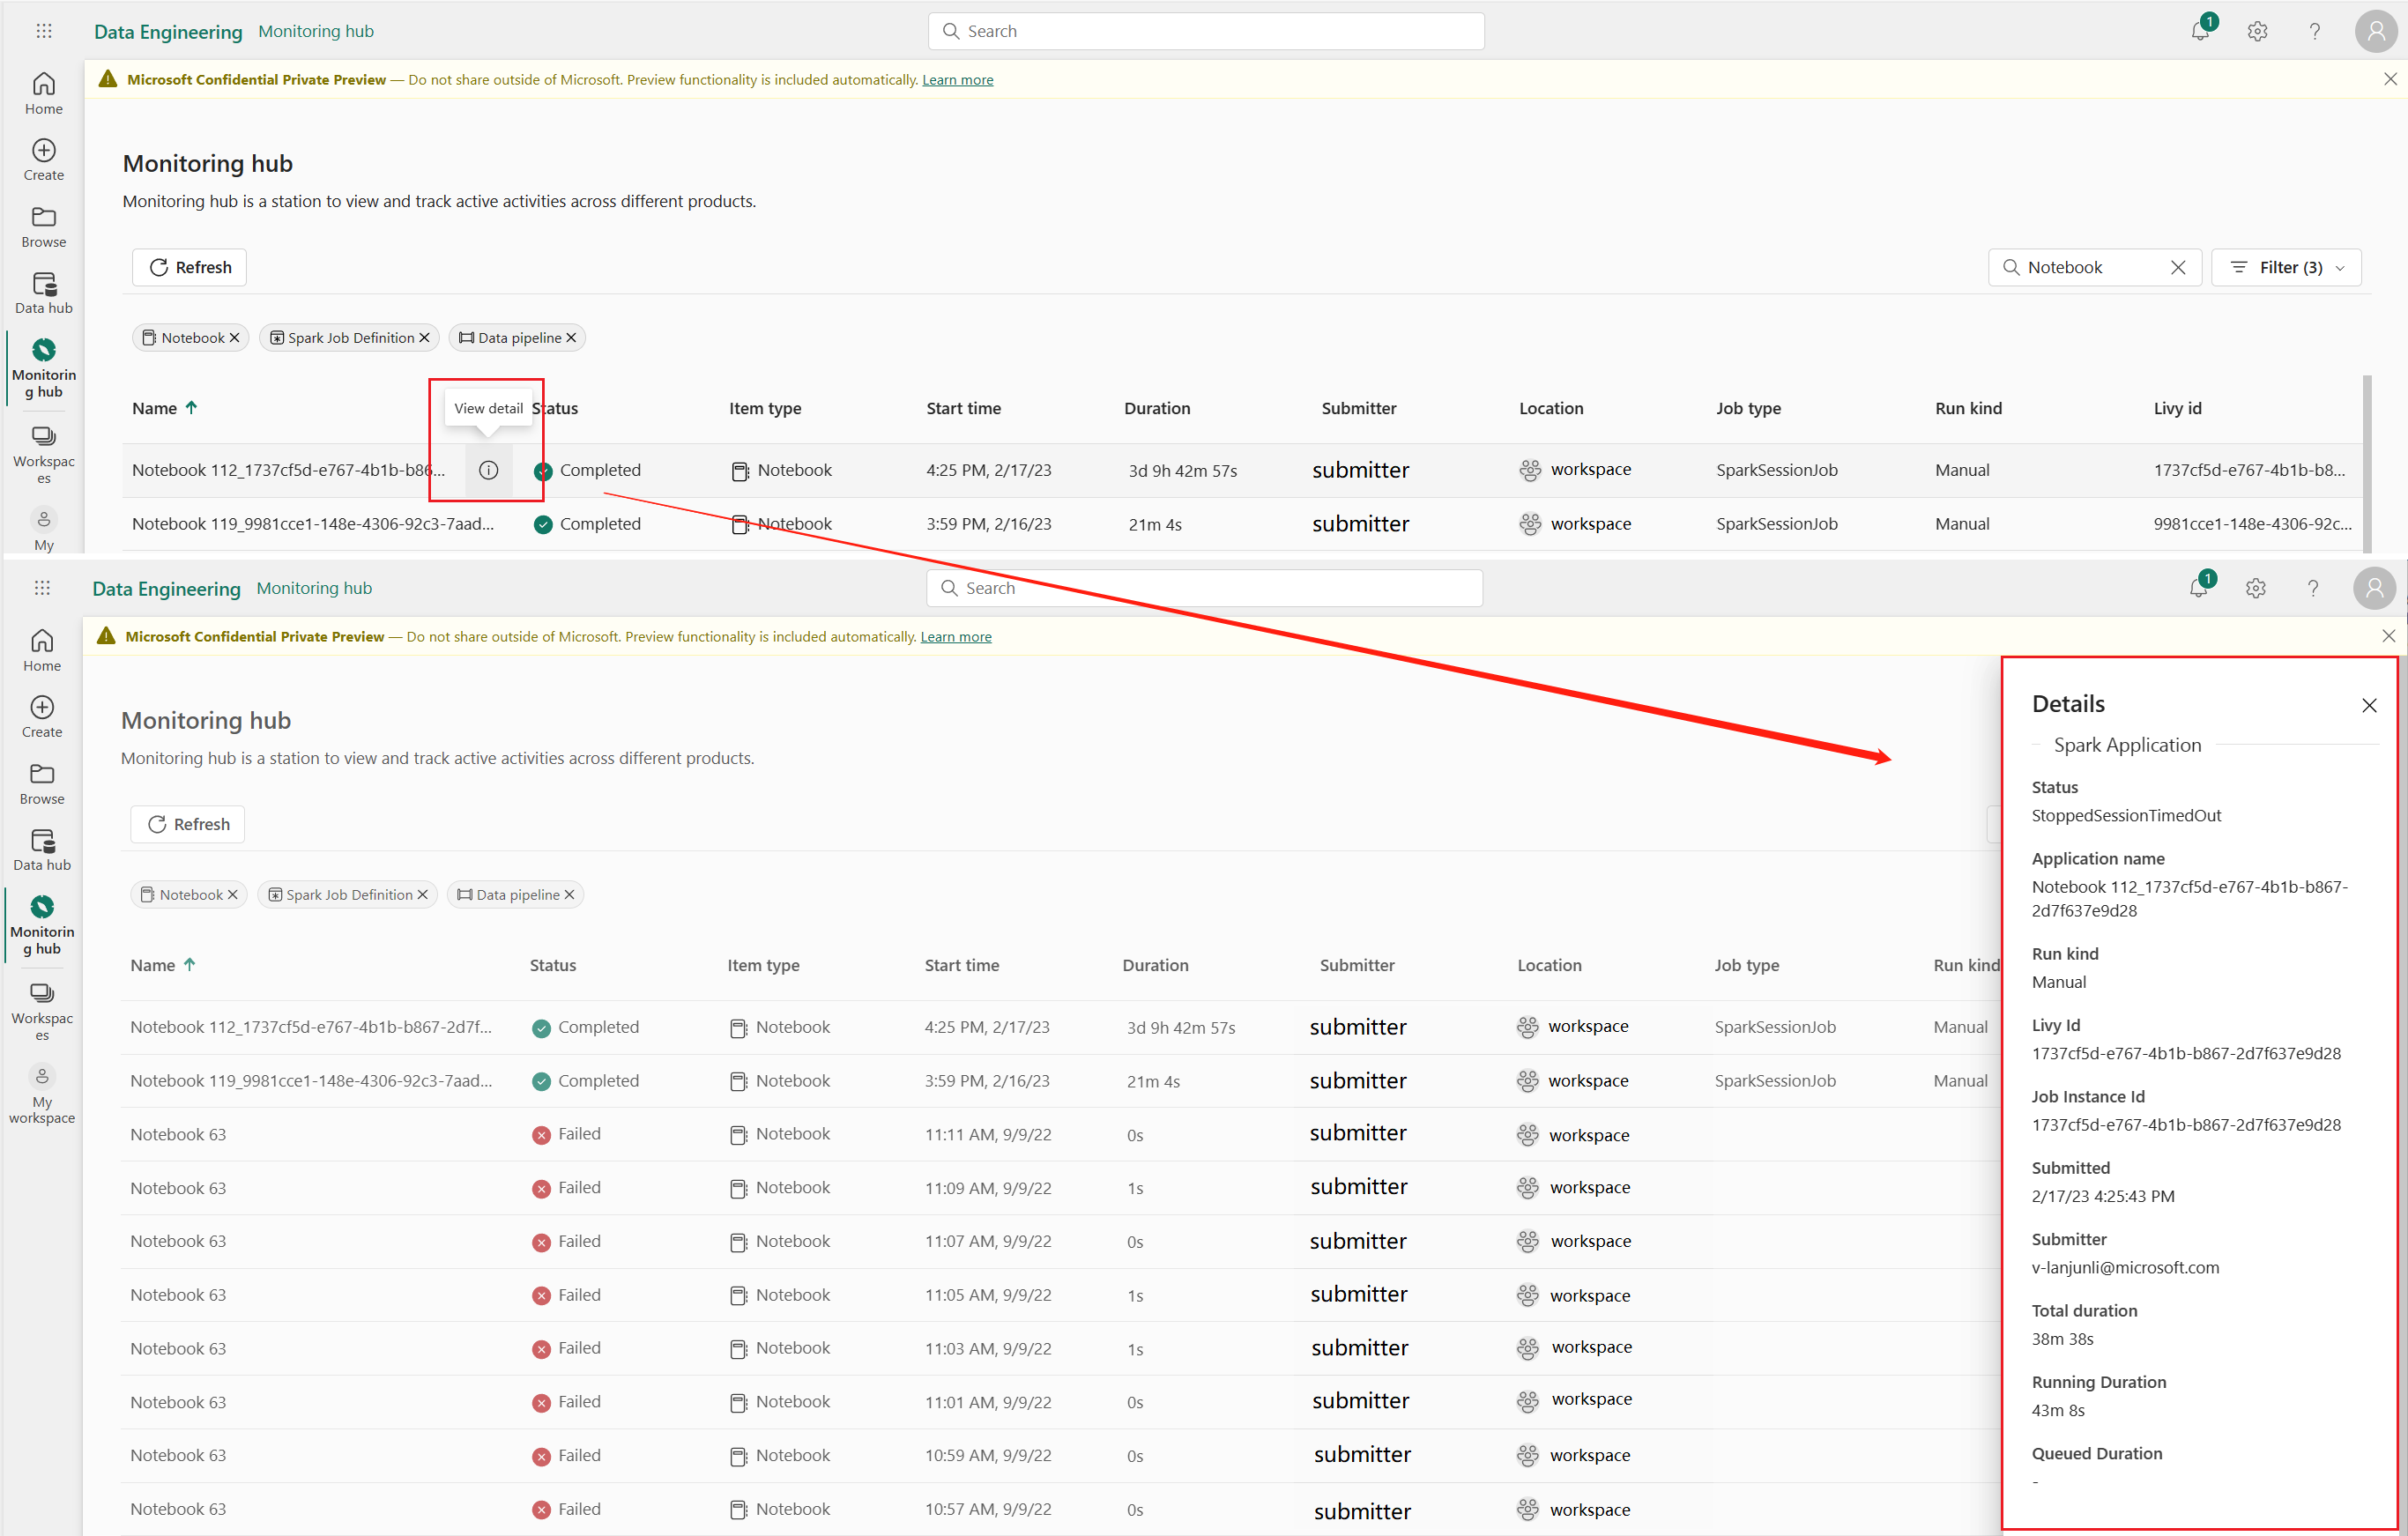 Data Engineering Monitoring hub Search 1
Microsoft Confidential Private Preview — Do not share outside of Microsoft. Preview functionality is included automatically. Learn more
Home
Create
Browse
Data hub
Monitorin
g hub
Workspac
es
My
Monitoring hub
Monitoring hub is a station to view and track active activities across different products.
Refresh Notebook Filter (3)
Notebook Spark Job Definition Data pipeline
View detail
Name Status Item type Start time Duration Submitter Location Job type Run kind Livy id
Notebook 112_1737cf5d-e767-4b1b-b86... Completed Notebook 4:25 PM, 2/17/23 3d 9h 42m 57s submitter workspace SparkSessionJob Manual 1737cf5d-e767-4b1b-b8...
Notebook 119_9981cce1-148e-4306-92c3-7aad... Completed Notebook 3:59 PM, 2/16/23 21m 4s submitter workspace SparkSessionJob Manual 9981cce1-148e-4306-92c...
Data Engineering Monitoring hub Search 1
Microsoft Confidential Private Preview — Do not share outside of Microsoft. Preview functionality is included automatically. Learn more
Home
Create
Browse
Data hub
Monitorin
g hub
Workspac
es
My
workspace
Monitoring hub
Monitoring hub is a station to view and track active activities across different products.
Refresh
Notebook Spark Job Definition Data pipeline
Name Status Item type Start time Duration Submitter Location Job type Run kind
Notebook 112_1737cf5d-e767-4b1b-b867-2d7f... Completed Notebook 4:25 PM, 2/17/23 3d 9h 42m 57s submitter workspace SparkSessionJob Manual
Notebook 119_9981cce1-148e-4306-92c3-7aad... Completed Notebook 3:59 PM, 2/16/23 21m 4s submitter workspace SparkSessionJob Manual
Notebook 63 Failed Notebook 11:11 AM, 9/9/22 0s submitter workspace
Notebook 63 Failed Notebook 11:09 AM, 9/9/22 1s submitter workspace
Notebook 63 Failed Notebook 11:07 AM, 9/9/22 0s submitter workspace
Notebook 63 Failed Notebook 11:05 AM, 9/9/22 1s submitter workspace
Notebook 63 Failed Notebook 11:03 AM, 9/9/22 1s submitter workspace
Notebook 63 Failed Notebook 11:01 AM, 9/9/22 0s submitter workspace
Notebook 63 Failed Notebook 10:59 AM, 9/9/22 0s submitter workspace
Notebook 63 Failed Notebook 10:57 AM, 9/9/22 0s submitter workspace
Details
Spark Application
Status
StoppedSessionTimedOut
Application name
Notebook 112_1737cf5d-e767-4b1b-b867-
2d7f637e9d28
Run kind
Manual
Livy Id
1737cf5d-e767-4b1b-b867-2d7f637e9d28
Job Instance Id
1737cf5d-e767-4b1b-b867-2d7f637e9d28
Submitted
2/17/23 4:25:43 PM
Submitter
v-lanjunli@microsoft.com
Total duration
38m 38s
Running Duration
43m 8s
Queued Duration
-